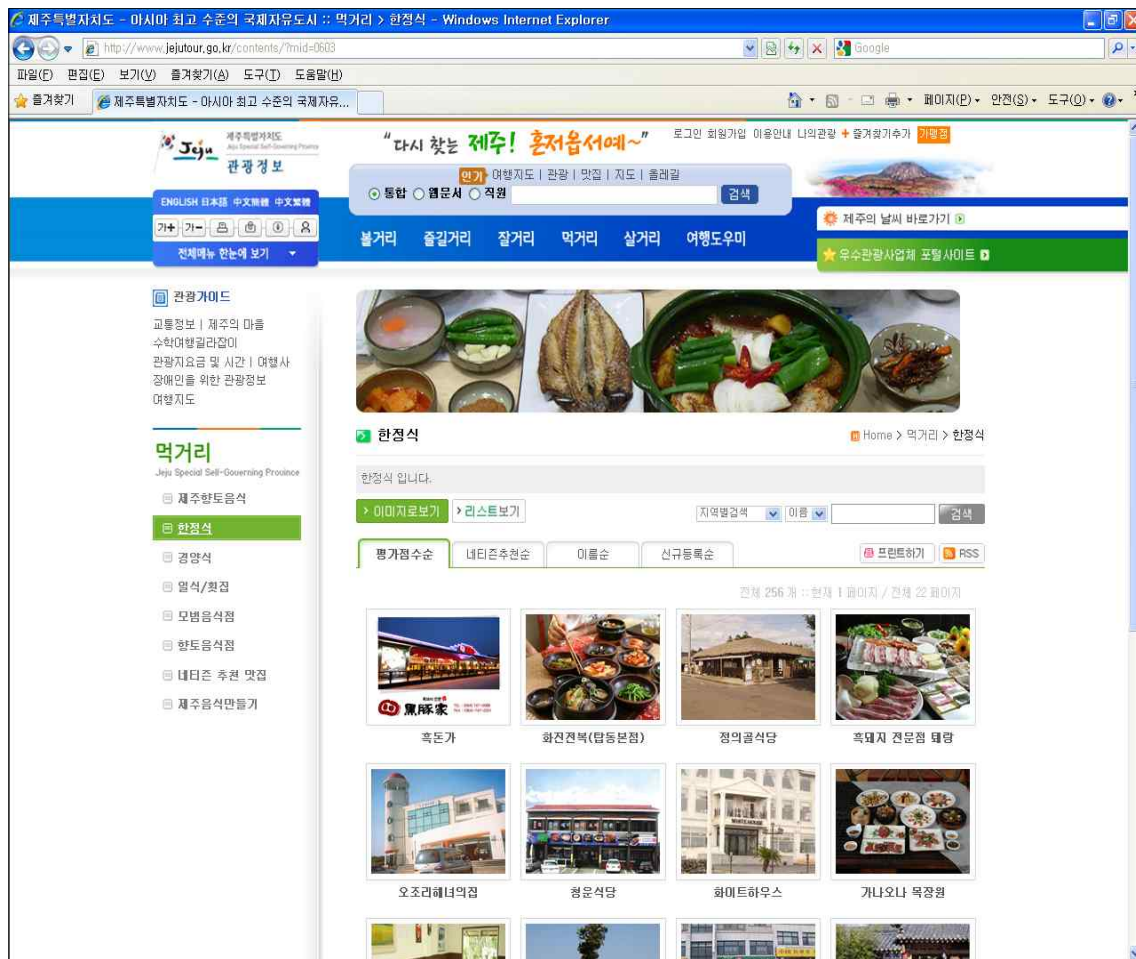 제주특별자치도 - 아시아 최고 수준의 국제자유도시 :: 먹거리 > 한정식 - Windows Internet Explorer
http://www.jejutour.go.kr/contents/?mid=0603
Google
파일(F) 편집(E) 보기(V) 즐겨찾기(A) 도구(T) 도움말(H)
즐겨찾기
제주특별자치도 - 아시아 최고 수준의 국제자유...
페이지(P) 안전(S) 도구(O)
Jeju
제주특별자치도
Jeju Special Self-Governing Province
관광정보
"다시 찾는 제주! 혼저옵서예~"
로그인 회원가입 이용안내 나의관광 + 즐겨찾기추가 가맹점
인기 여행지도 | 관광 | 맛집 | 지도 | 올레길
통합 웹문서 직원 검색
ENGLISH 日本語 中文簡體 中文繁體
가+ 가-
전체메뉴 한눈에 보기
볼거리 즐길거리 잘거리 먹거리 살거리 여행도우미
제주의 날씨 바로가기
우수관광사업체 포털사이트
관광가이드
교통정보 | 제주의 마을
수학여행길라잡이
관광지요금 및 시간 | 여행사
장애인을 위한 관광정보
여행지도
먹거리
Jeju Special Self-Governing Province
제주향토음식
한정식
경양식
일식/횟집
모범음식점
향토음식점
네티즌 추천 맛집
제주음식만들기
한정식
Home > 먹거리 > 한정식
한정식 입니다.
> 이미지로보기 > 리스트보기
지역별검색 이름 검색
평가점수순 네티즌추천순 이름순 신규등록순
프린트하기 RSS
전체 256 개 :: 현재 1 페이지 / 전체 22 페이지
黑豚家
흑돈가 화진전복(탑동본점) 정의골식당 흑돼지 전문점 돼랑
WHITE HOUSE
오조리해녀의집 청운식당 화이트하우스 가나오나 목장원